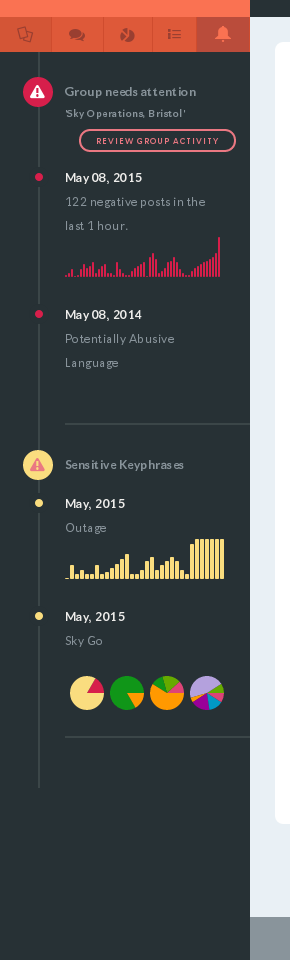 Group needs attention
'Sky Operations, Bristol'
REVIEW GROUP ACTIVITY
May 08, 2015
122 negative posts in the
last 1 hour.
May 08, 2014
Potentially Abusive
Language
Sensitive Keyphrases
May, 2015
Outage
May, 2015
Sky Go